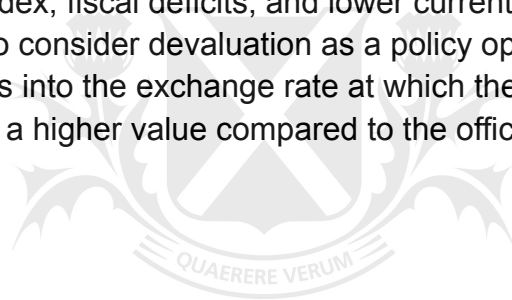 dex, fiscal deficits, and lower current
o consider devaluation as a policy op
s into the exchange rate at which the
a higher value compared to the offic
QUAERERE VERUM